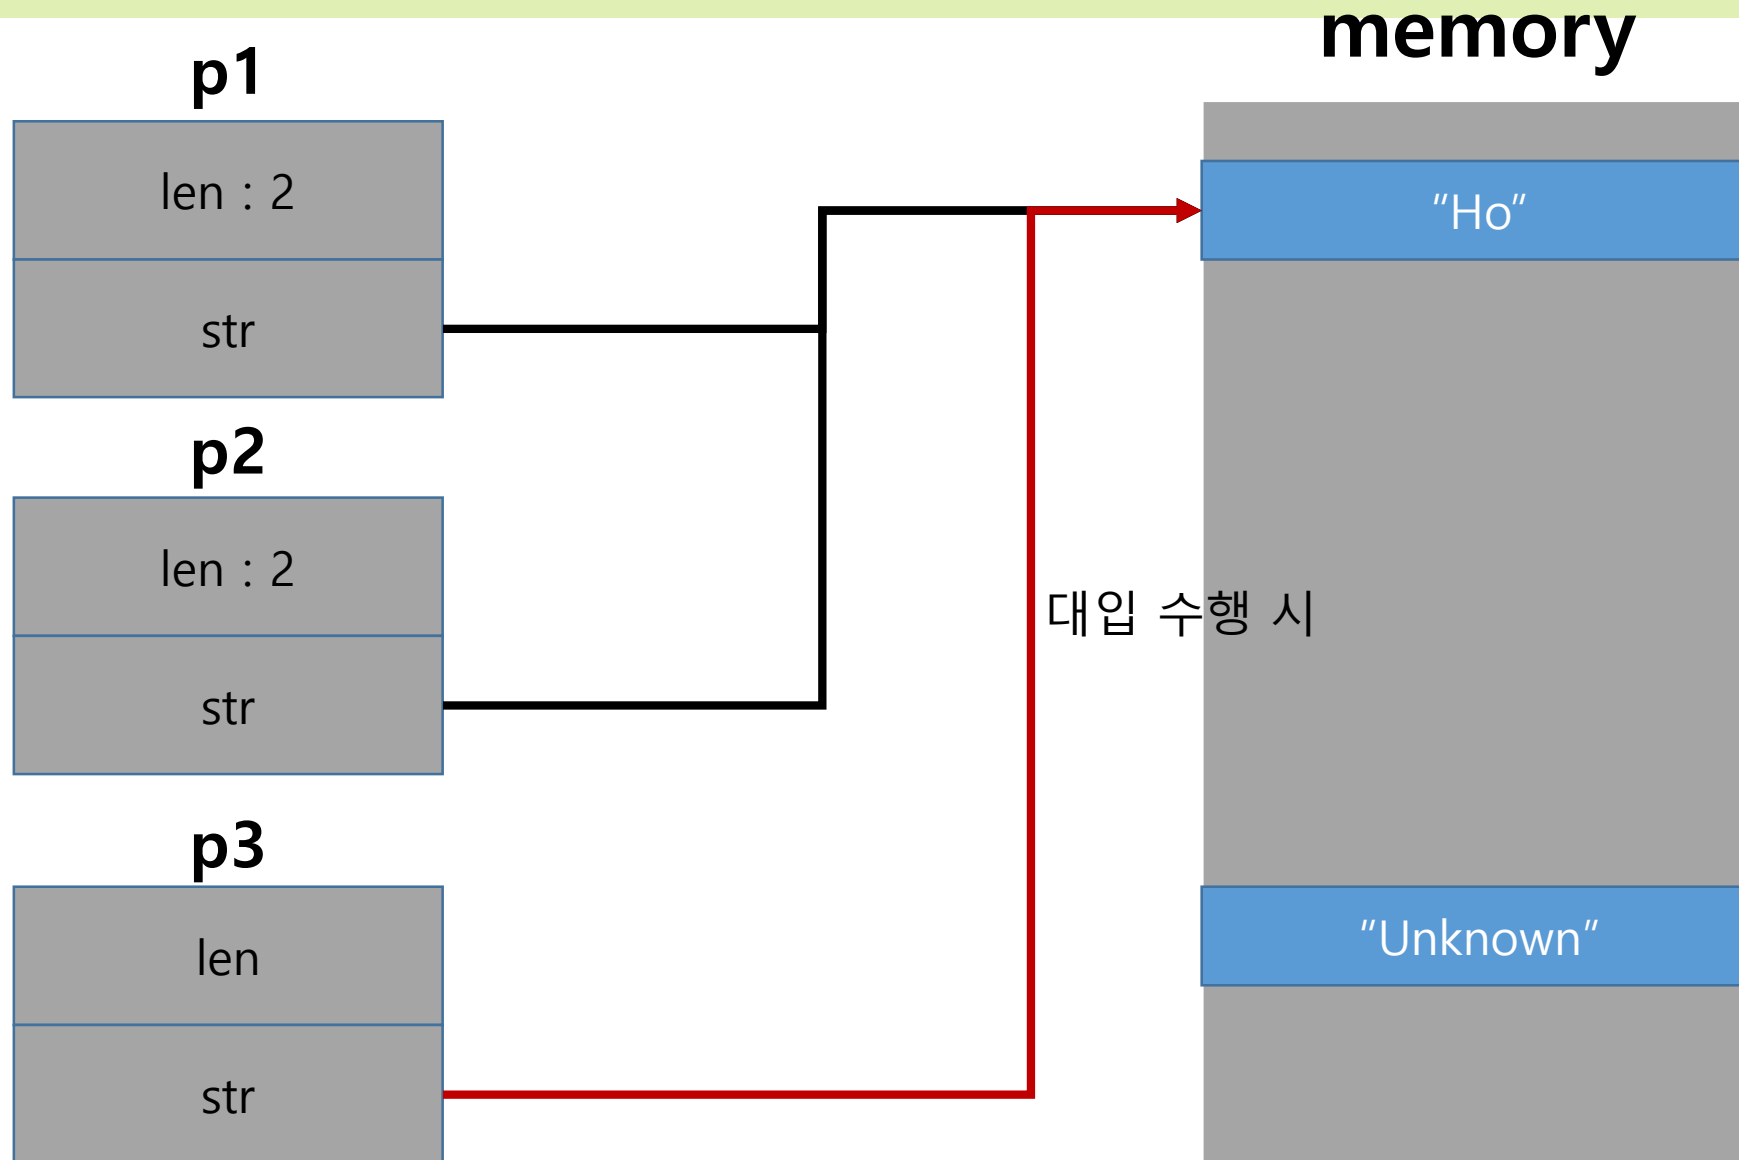 memory
p1
len : 2
str
"Ho"
p2
len : 2
str
대입 수행 시
p3
len
str
"Unknown"